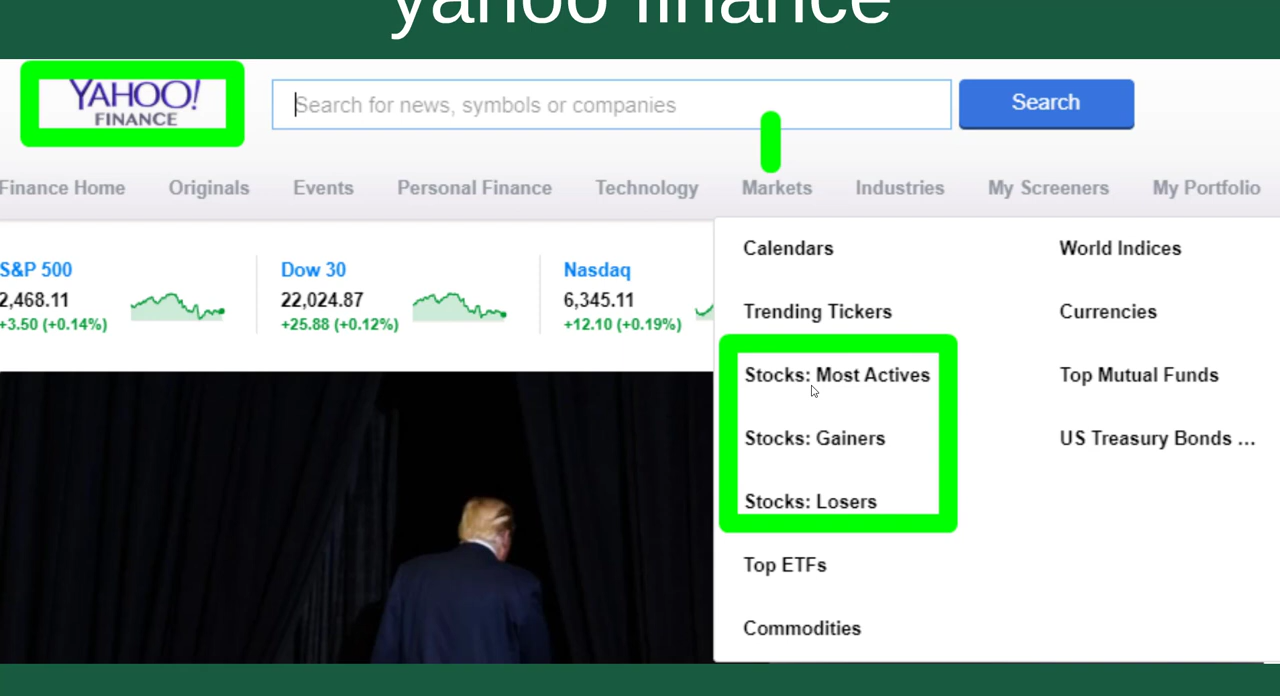 yahoo finance
YAHOO!
FINANCE
Search for news, symbols or companies
Search
Finance Home Originals Events Personal Finance Technology Markets Industries My Screeners My Portfolio
S&P 500
2,468.11
+3.50 (+0.14%)
Dow 30
22,024.87
+25.88 (+0.12%)
Nasdaq
6,345.11
+12.10 (+0.19%)
Calendars
Trending Tickers
Stocks: Most Actives
Stocks: Gainers
Stocks: Losers
Top ETFs
Commodities
World Indices
Currencies
Top Mutual Funds
US Treasury Bonds ...